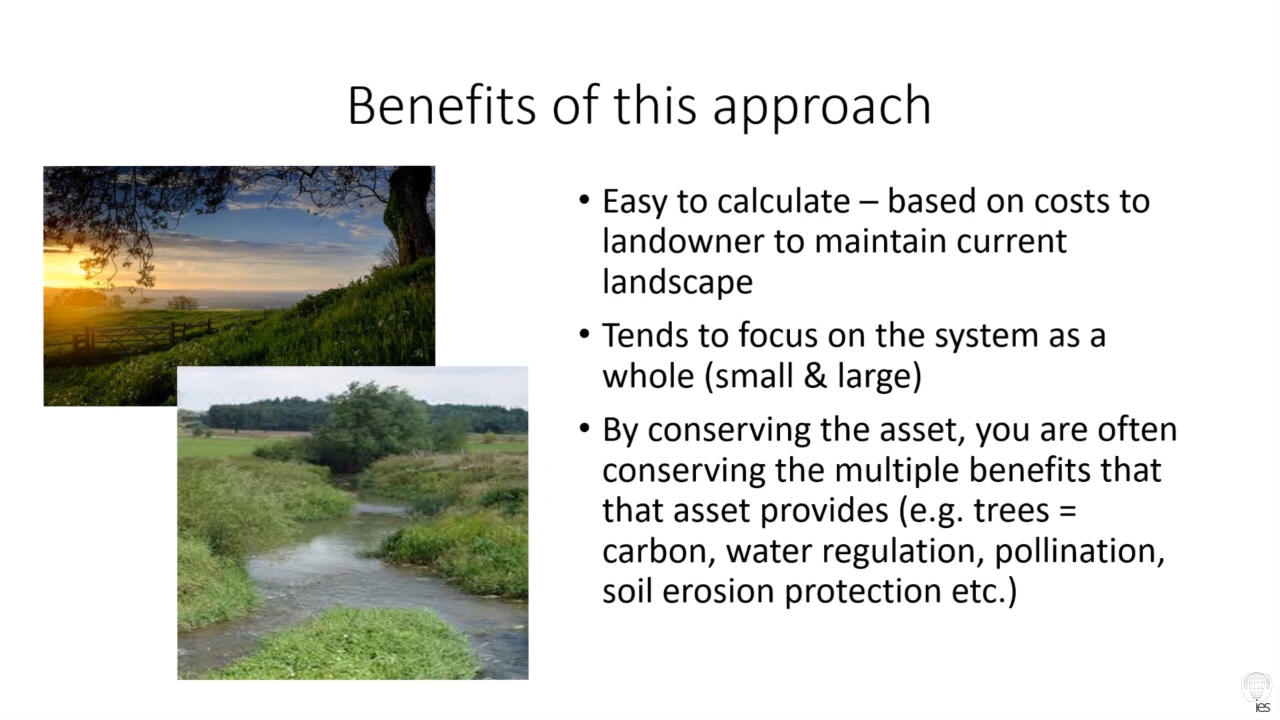 Benefits of this approach
• Easy to calculate – based on costs to
landowner to maintain current
landscape
• Tends to focus on the system as a
whole (small & large)
• By conserving the asset, you are often
conserving the multiple benefits that
that asset provides (e.g. trees =
carbon, water regulation, pollination,
soil erosion protection etc.)
ies